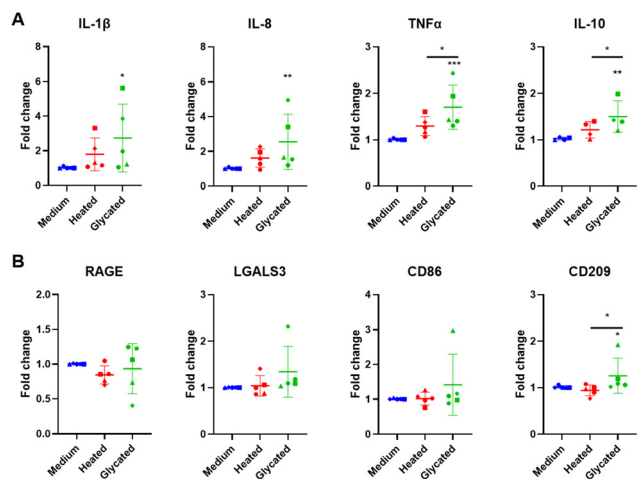 A
IL-1β IL-8 TNFα IL-10
Fold change Fold change Fold change Fold change
8 8 3 3
* ** * *
6 6 *** **
4 4 2 2
2 2 1 1
0 0 0 0
Medium Heated Glycated Medium Heated Glycated Medium Heated Glycated Medium Heated Glycated
B
RAGE LGALS3 CD86 CD209
Fold change Fold change Fold change Fold change
2.0 3 4 3
1.5 3 *
2 2 *
1.0 2
1 1
0.5 1
0.0 0 0 0
Medium Heated Glycated Medium Heated Glycated Medium Heated Glycated Medium Heated Glycated